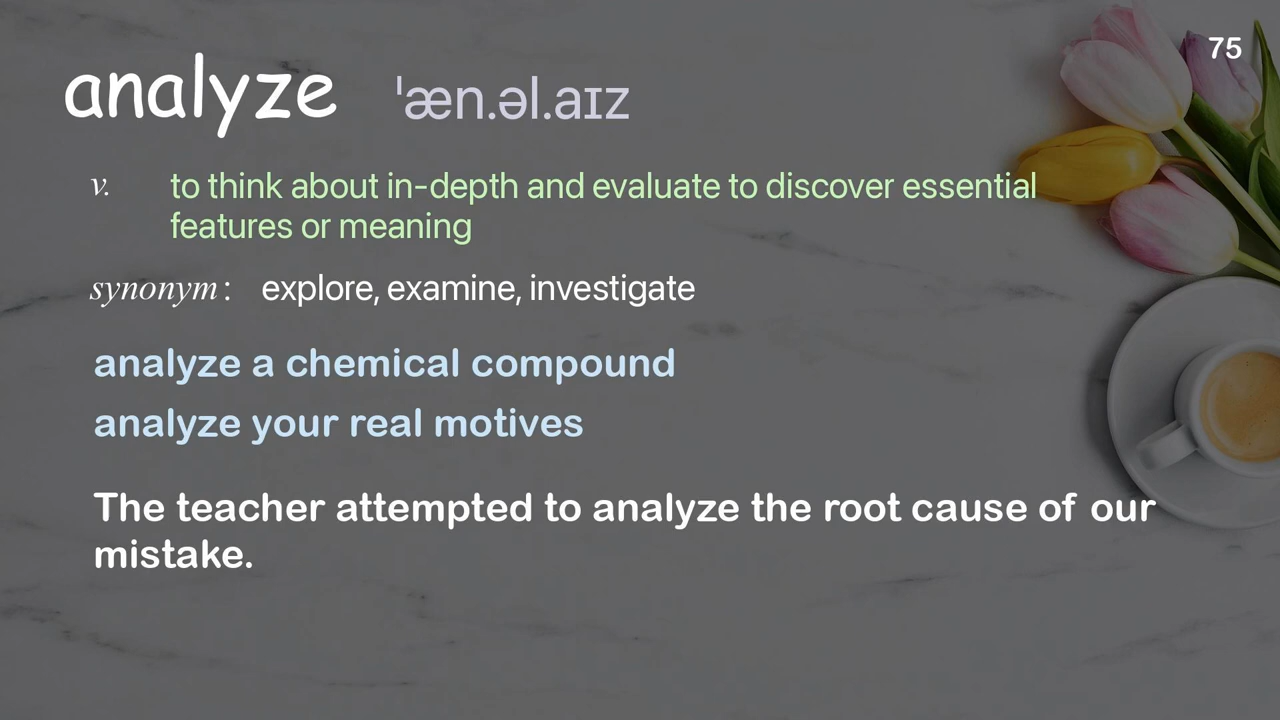 75
analyze ˈæn.əl.aɪz
v. to think about in-depth and evaluate to discover essential
features or meaning
synonym: explore, examine, investigate
analyze a chemical compound
analyze your real motives
The teacher attempted to analyze the root cause of our
mistake.